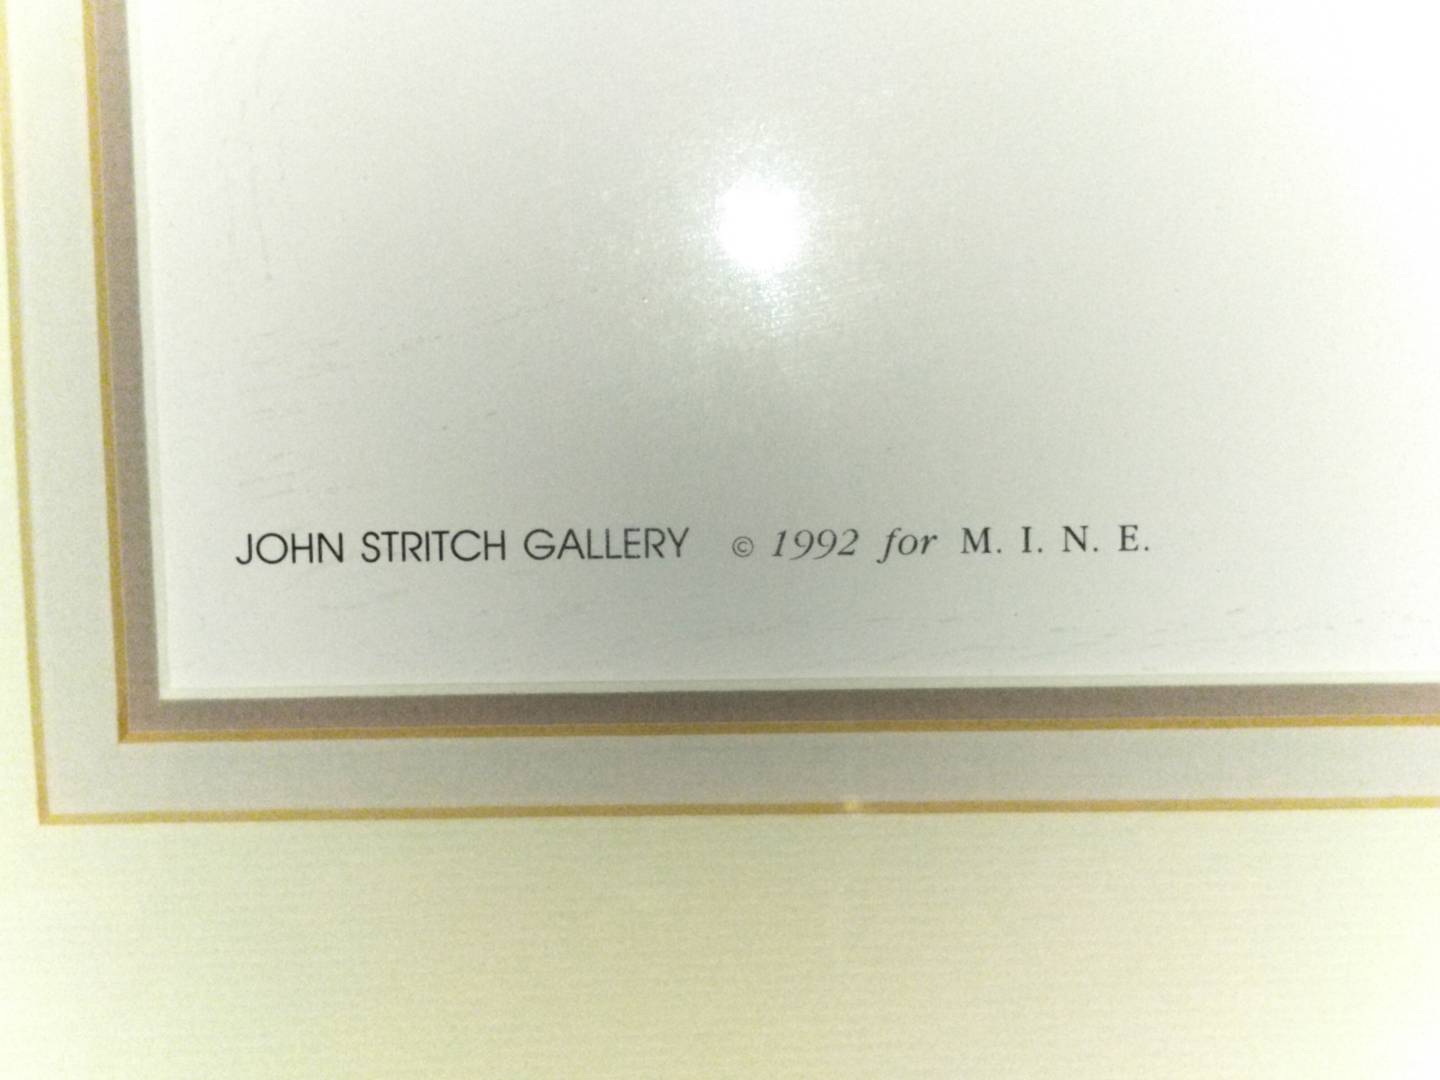 JOHN STRITCH GALLERY © 1992 for M. I. N. E.